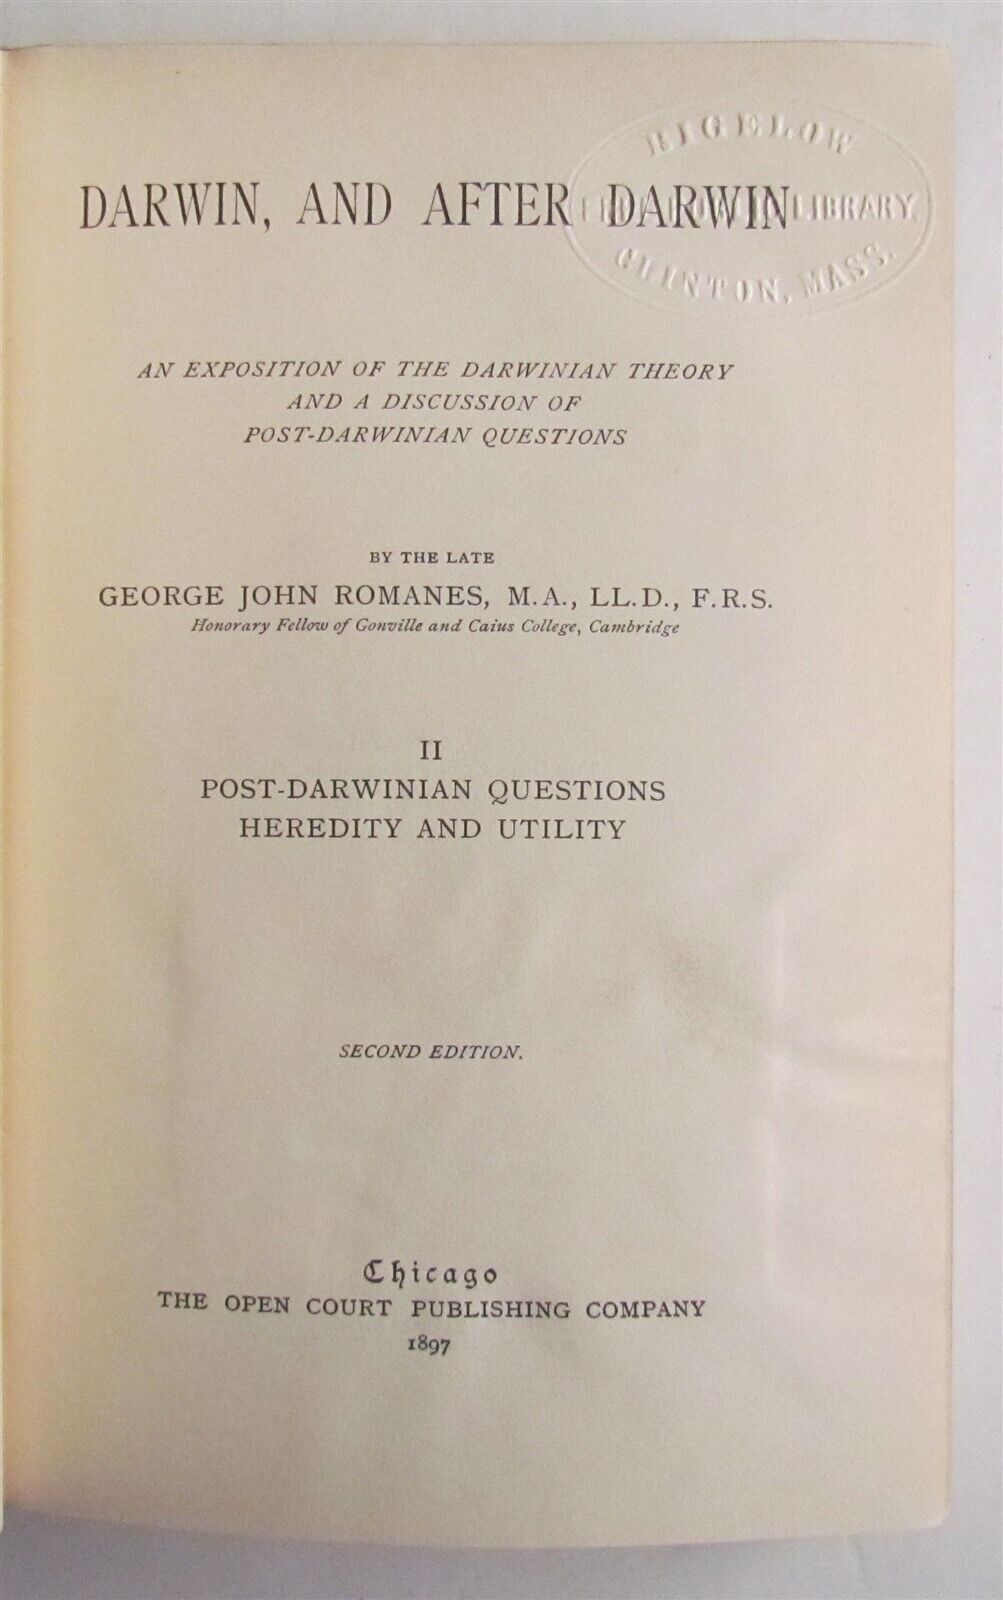 BIGELOW
LIBRARY,
CLINTON, MASS.
DARWIN, AND AFTER DARWIN
AN EXPOSITION OF THE DARWINIAN THEORY
AND A DISCUSSION OF
POST-DARWINIAN QUESTIONS
BY THE LATE
GEORGE JOHN ROMANES, M.A., LL.D., F.R.S.
Honorary Fellow of Gonville and Caius College, Cambridge
II
POST-DARWINIAN QUESTIONS
HEREDITY AND UTILITY
SECOND EDITION.
Chicago
THE OPEN COURT PUBLISHING COMPANY
1897